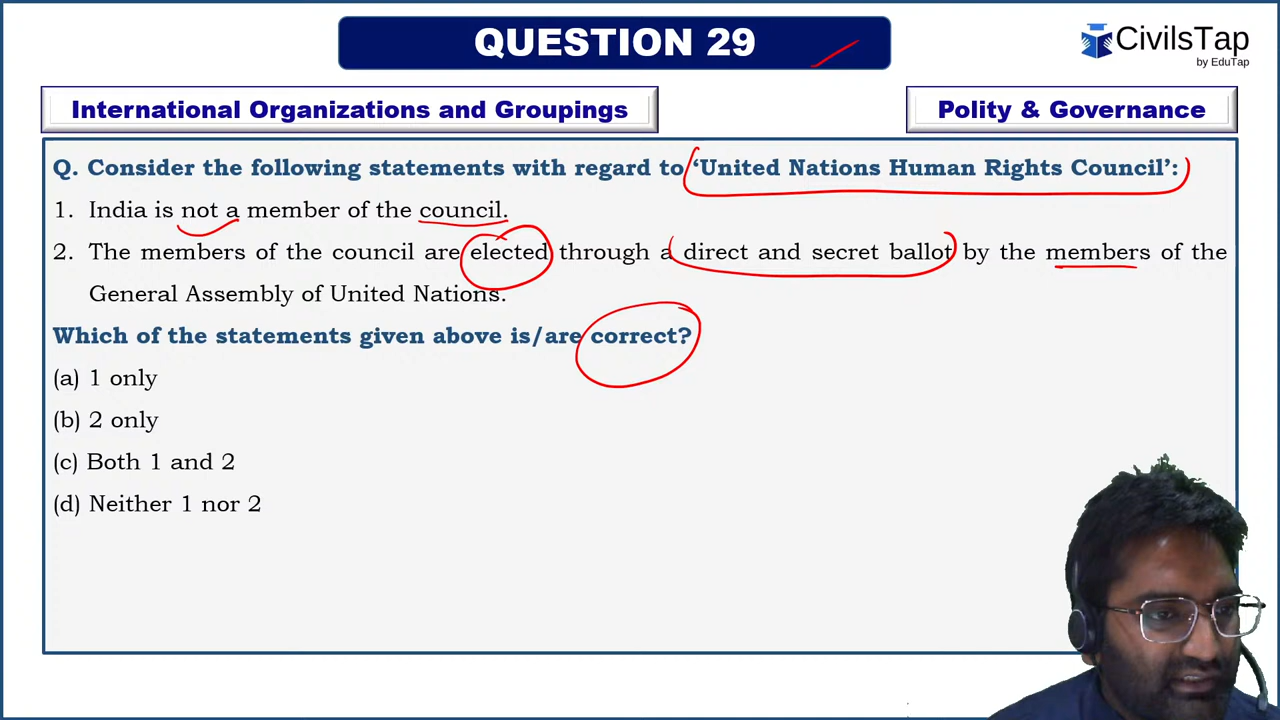 QUESTION 29
CivilsTap
by EduTap
International Organizations and Groupings
Polity & Governance
Q. Consider the following statements with regard to ‘United Nations Human Rights Council’:
1. India is not a member of the council.
2. The members of the council are elected through a direct and secret ballot by the members of the
General Assembly of United Nations.
Which of the statements given above is/are correct?
(a) 1 only
(b) 2 only
(c) Both 1 and 2
(d) Neither 1 nor 2